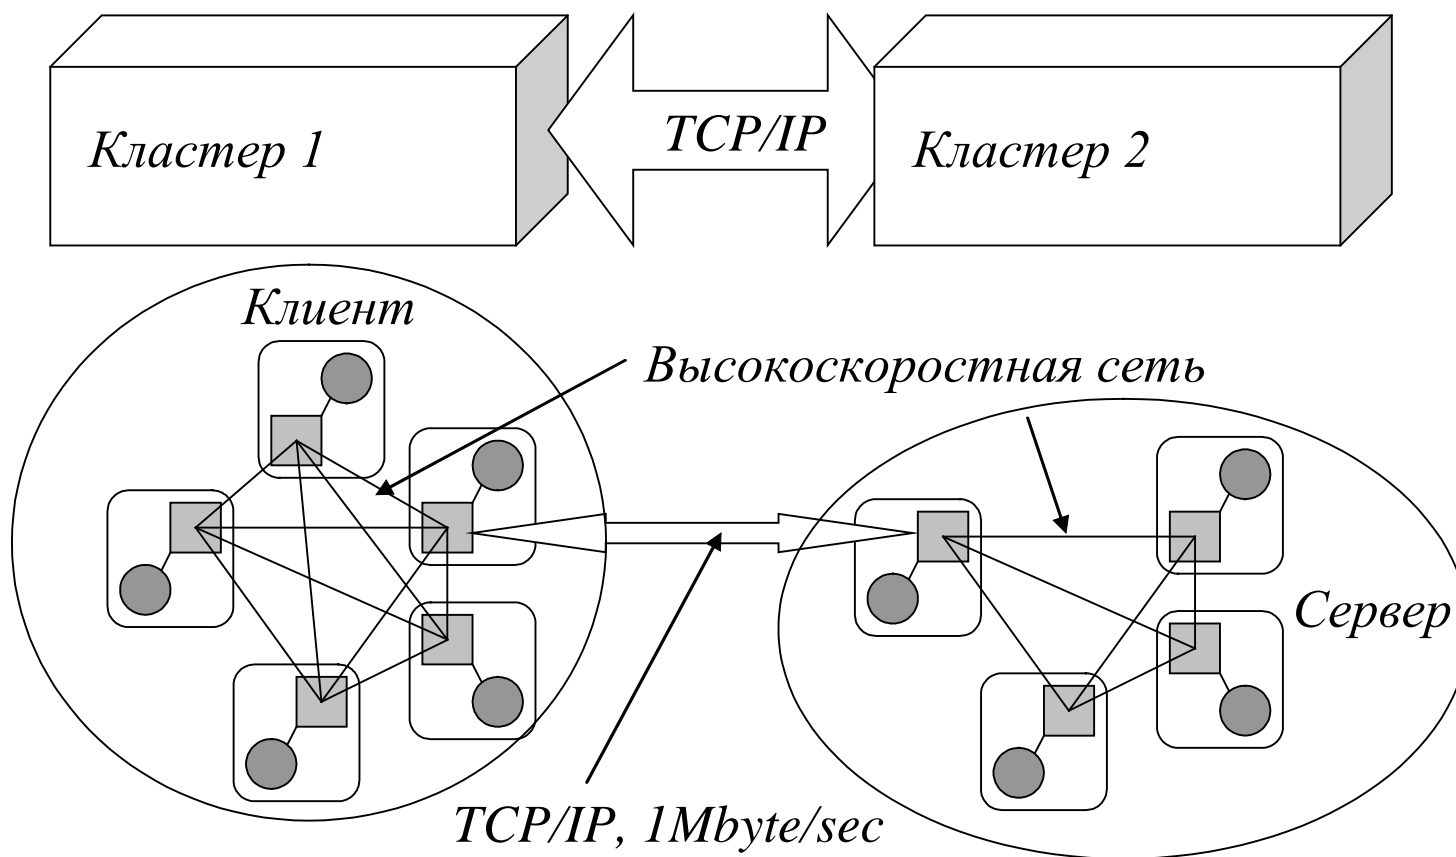 Кластер 1
TCP/IP
Кластер 2
Клиент
Высокоскоростная сеть
Сервер
TCP/IP, 1Mbyte/sec